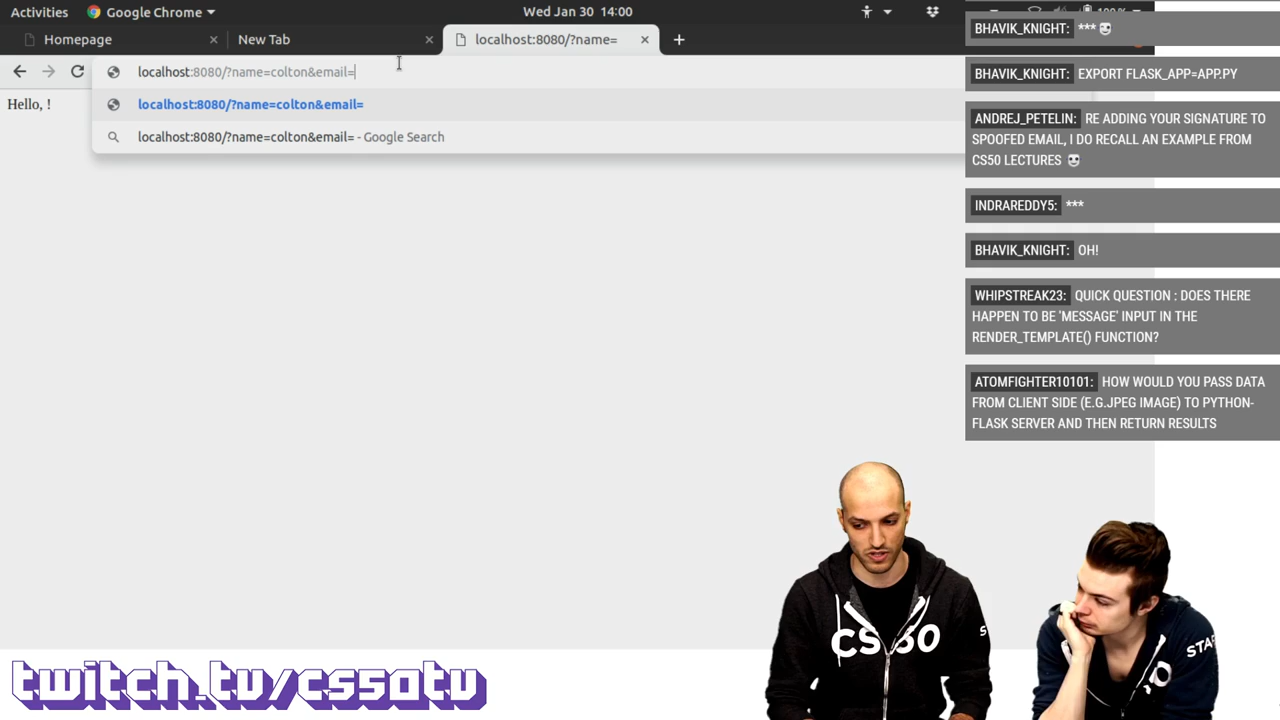 Activities
Google Chrome
Wed Jan 30 14:00
Homepage
New Tab
localhost:8080/?name=
localhost:8080/?name=colton&email=
localhost:8080/?name=colton&email=
localhost:8080/?name=colton&email= - Google Search
Hello, !
BHAVIK_KNIGHT: ***
BHAVIK_KNIGHT: EXPORT FLASK_APP=APP.PY
ANDREJ_PETELIN: RE ADDING YOUR SIGNATURE TO
SPOOFED EMAIL, I DO RECALL AN EXAMPLE FROM
CS50 LECTURES
INDRAREDDY5: ***
BHAVIK_KNIGHT: OH!
WHIPSTREAK23: QUICK QUESTION : DOES THERE
HAPPEN TO BE 'MESSAGE' INPUT IN THE
RENDER_TEMPLATE() FUNCTION?
ATOMFIGHTER10101: HOW WOULD YOU PASS DATA
FROM CLIENT SIDE (E.G.JPEG IMAGE) TO PYTHON-
FLASK SERVER AND THEN RETURN RESULTS
CS50
twitch.tv/cs50tv